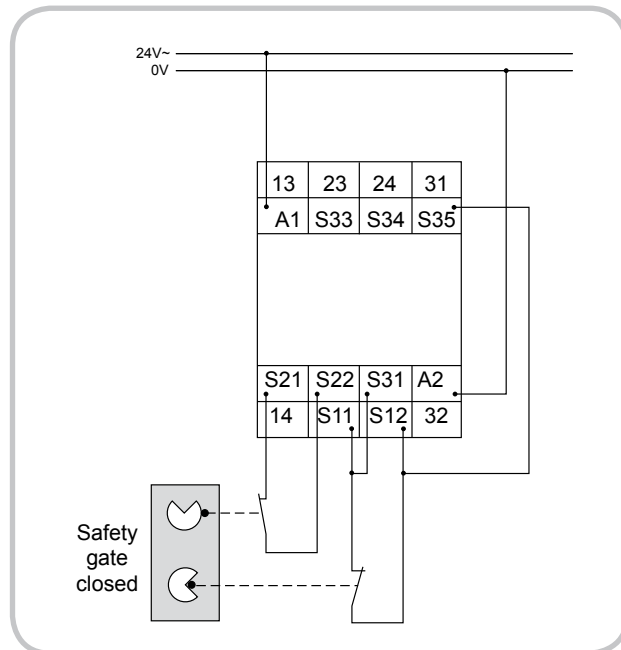 24V~
0V
13 23 24 31
A1 S33 S34 S35
S21 S22 S31 A2
14 S11 S12 32
Safety
gate
closed